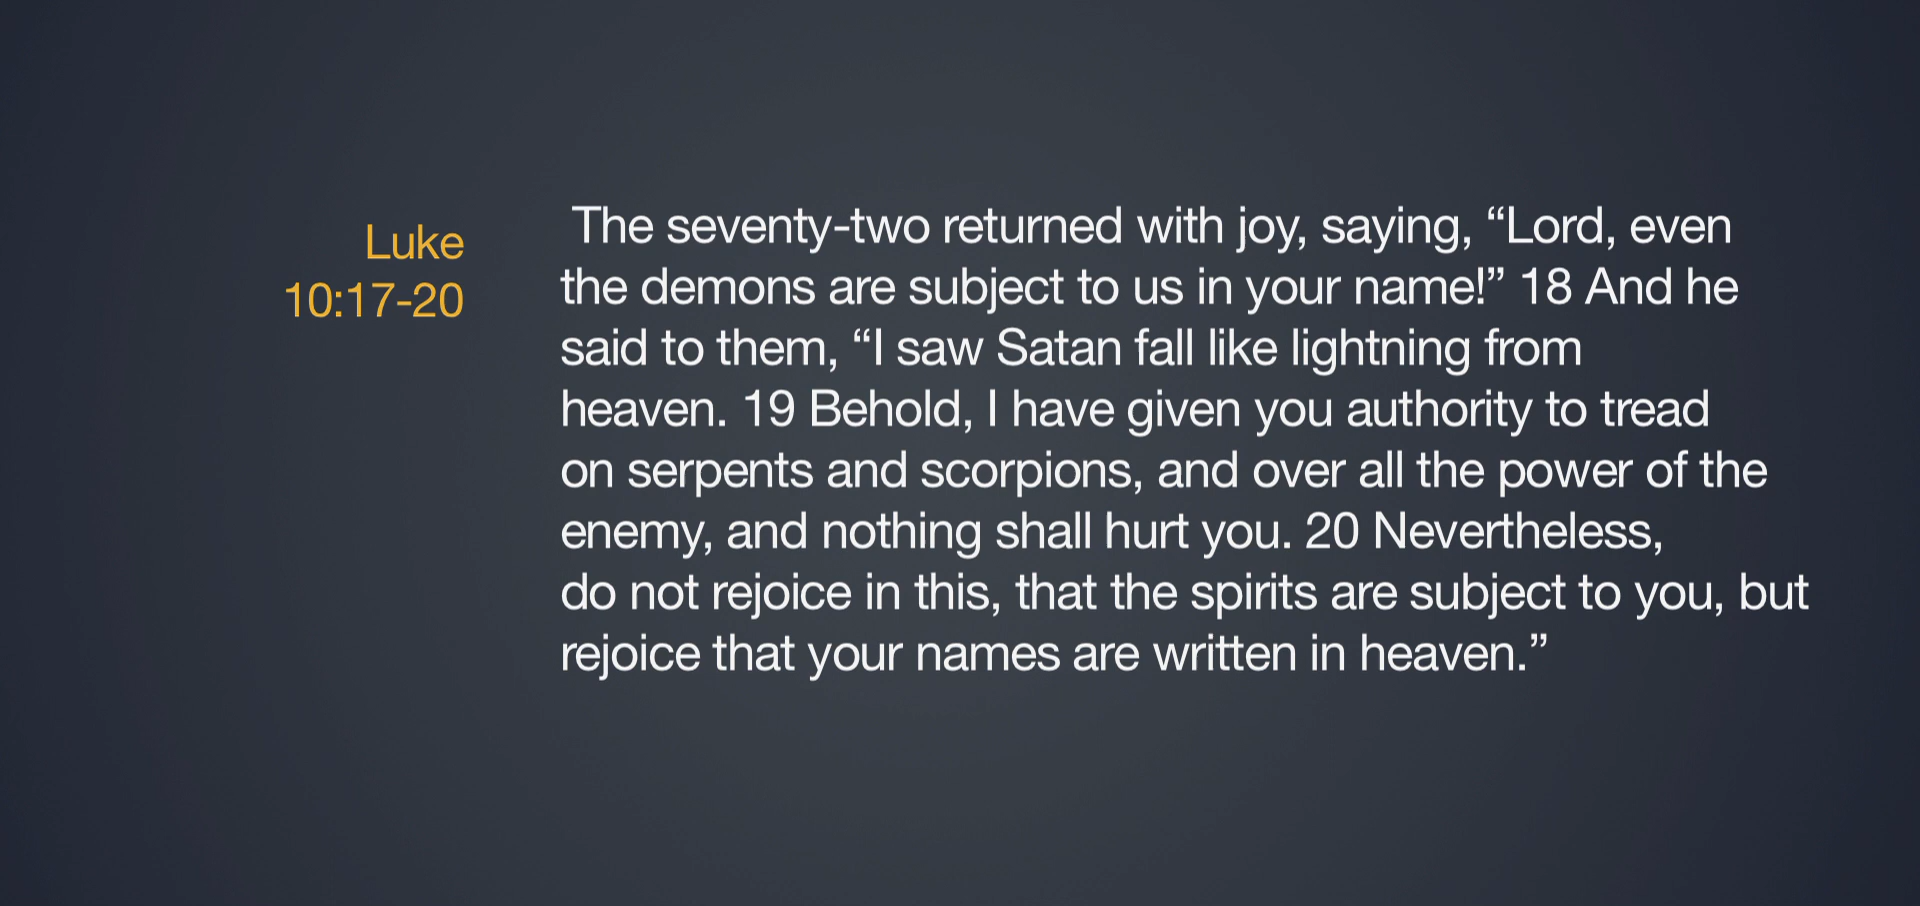 Luke
10:17-20
The seventy-two returned with joy, saying, “Lord, even
the demons are subject to us in your name!” 18 And he
said to them, “I saw Satan fall like lightning from
heaven. 19 Behold, I have given you authority to tread
on serpents and scorpions, and over all the power of the
enemy, and nothing shall hurt you. 20 Nevertheless,
do not rejoice in this, that the spirits are subject to you, but
rejoice that your names are written in heaven.”